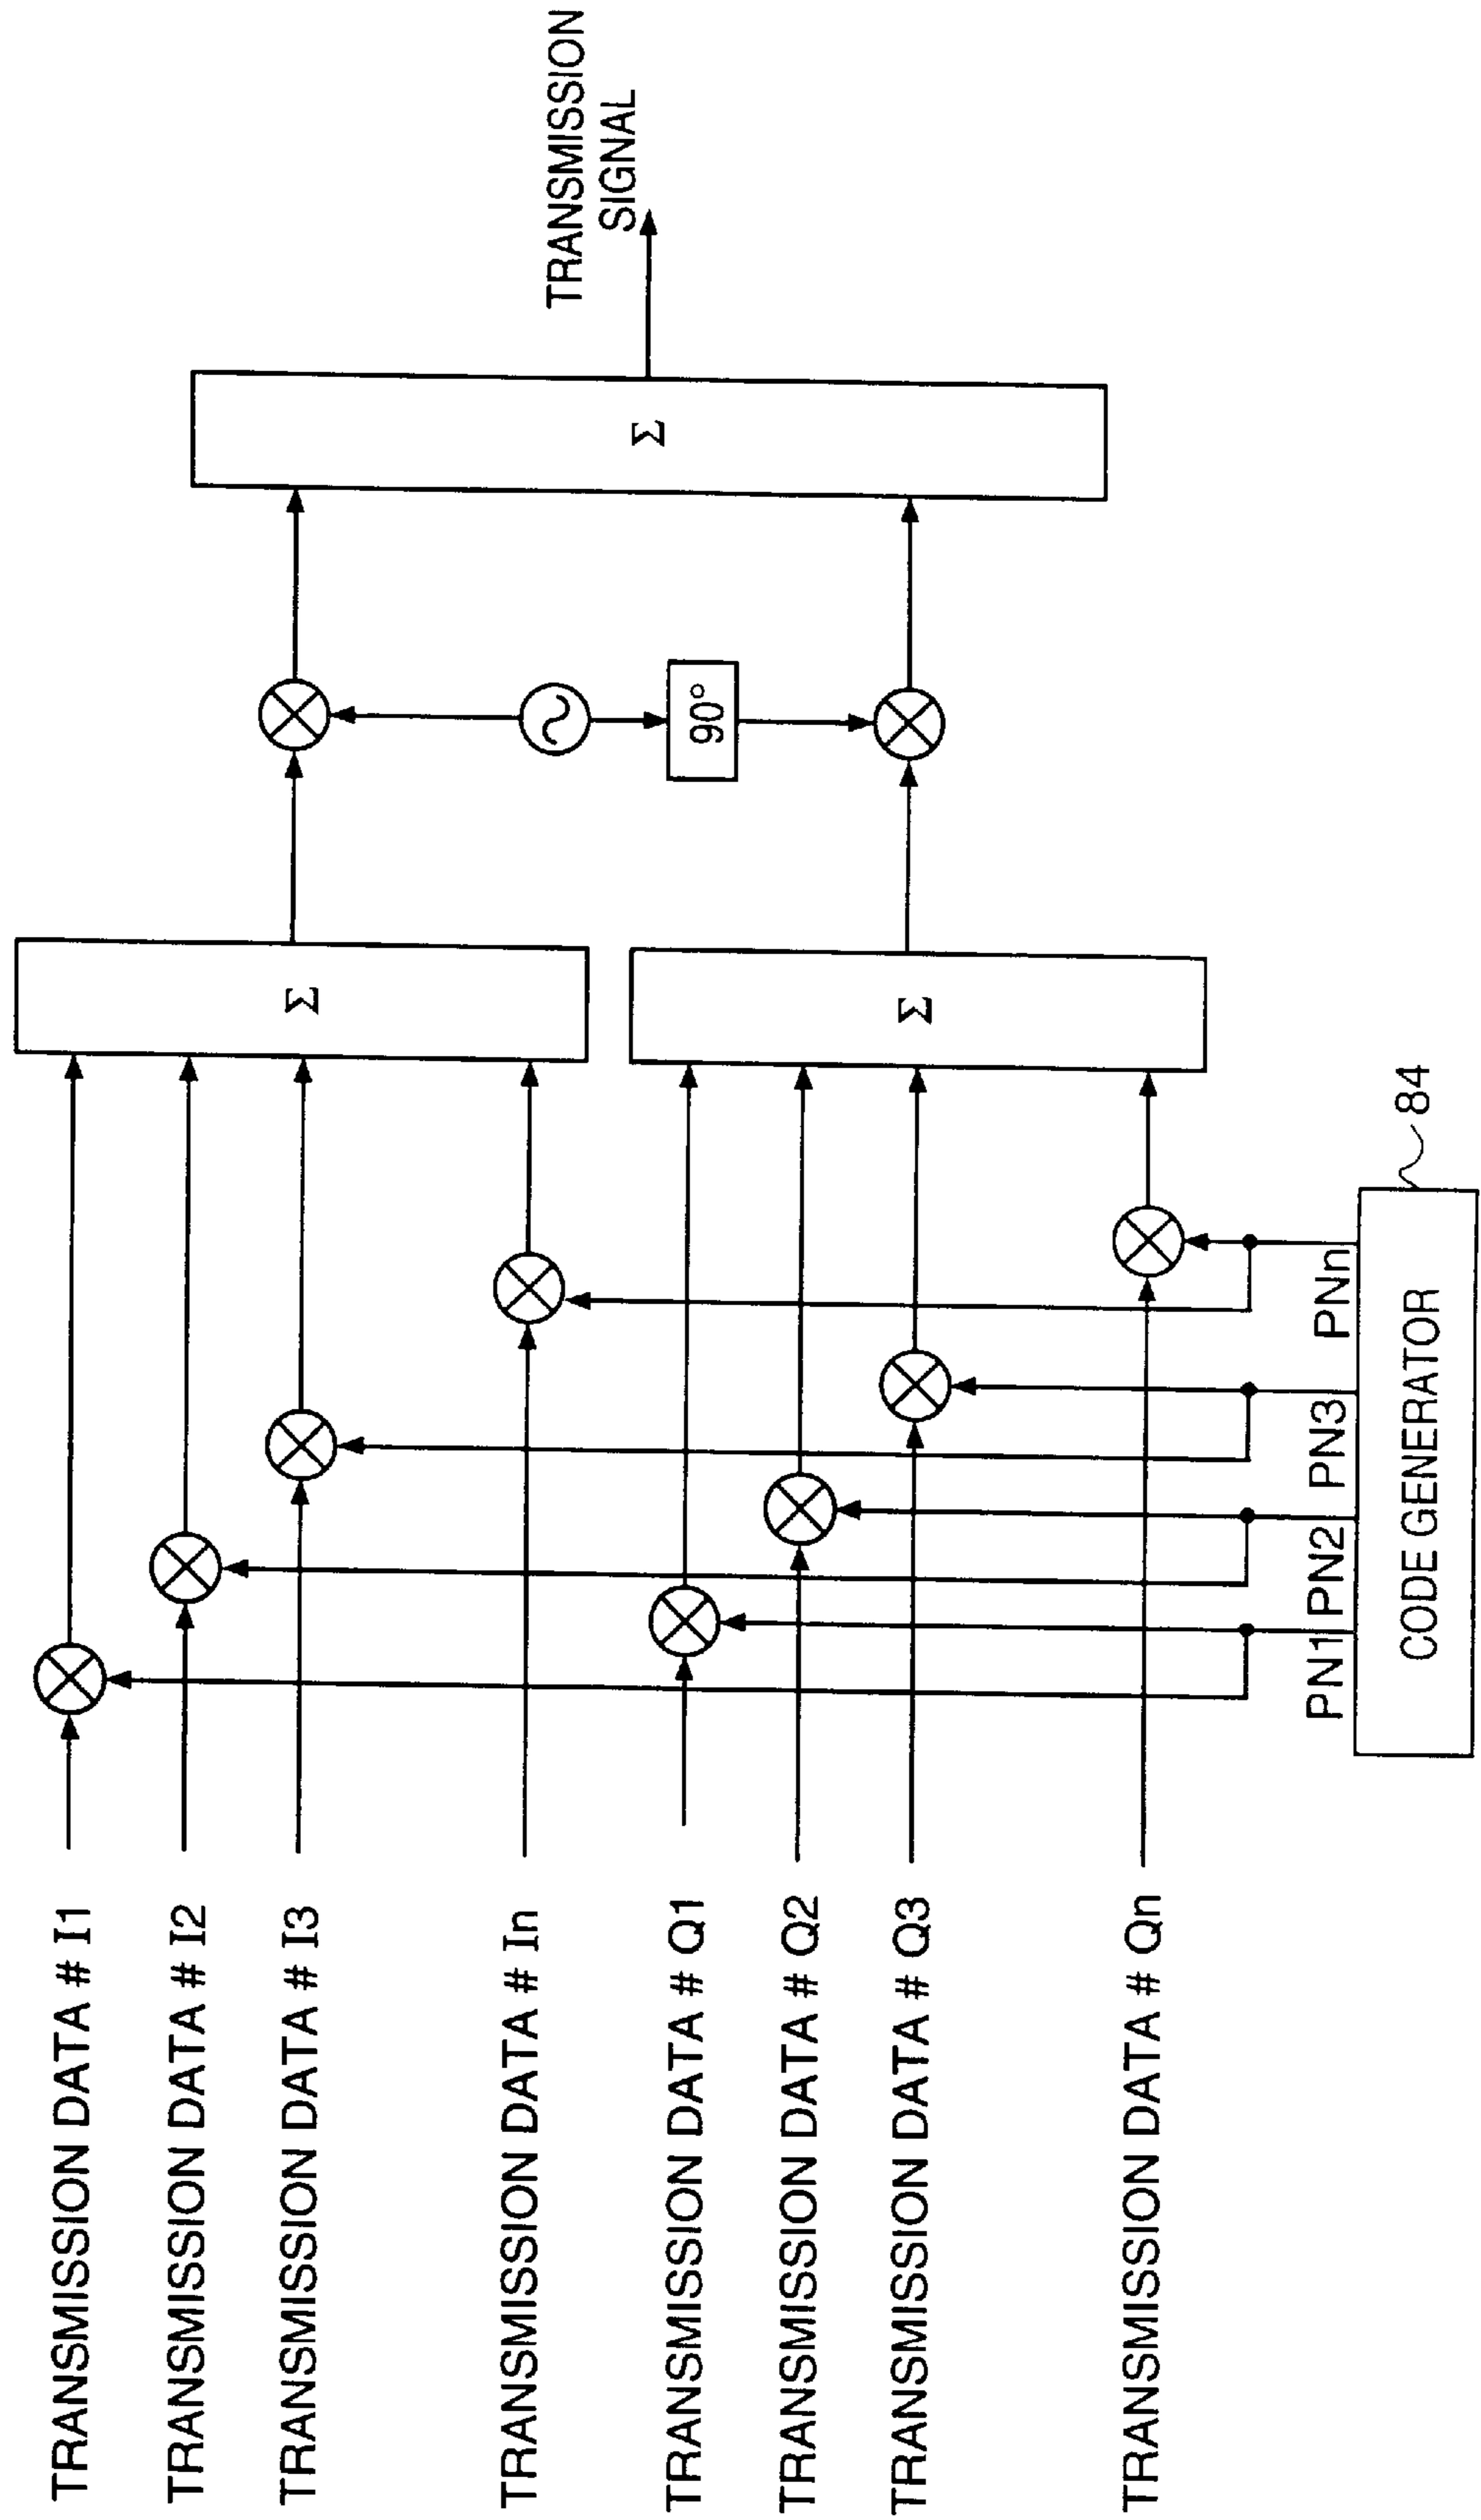 TRANSMISSION DATA # I1
TRANSMISSION DATA # I2
TRANSMISSION DATA # I3
TRANSMISSION DATA # In
TRANSMISSION DATA # Q1
TRANSMISSION DATA # Q2
TRANSMISSION DATA # Q3
TRANSMISSION DATA # Qn
PN1
PN2
PN3
PNn
CODE GENERATOR
84
Σ
Σ
90°
Σ
TRANSMISSION
SIGNAL